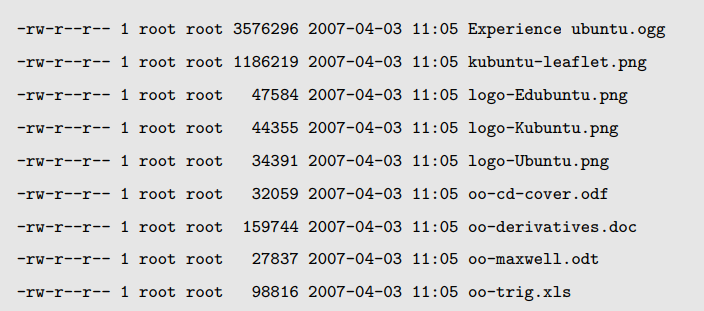 -rw-r--r-- 1 root root 3576296 2007-04-03 11:05 Experience ubuntu.ogg
-rw-r--r-- 1 root root 1186219 2007-04-03 11:05 kubuntu-leaflet.png
-rw-r--r-- 1 root root   47584 2007-04-03 11:05 logo-Edubuntu.png
-rw-r--r-- 1 root root   44355 2007-04-03 11:05 logo-Kubuntu.png
-rw-r--r-- 1 root root   34391 2007-04-03 11:05 logo-Ubuntu.png
-rw-r--r-- 1 root root   32059 2007-04-03 11:05 oo-cd-cover.odf
-rw-r--r-- 1 root root  159744 2007-04-03 11:05 oo-derivatives.doc
-rw-r--r-- 1 root root   27837 2007-04-03 11:05 oo-maxwell.odt
-rw-r--r-- 1 root root   98816 2007-04-03 11:05 oo-trig.xls